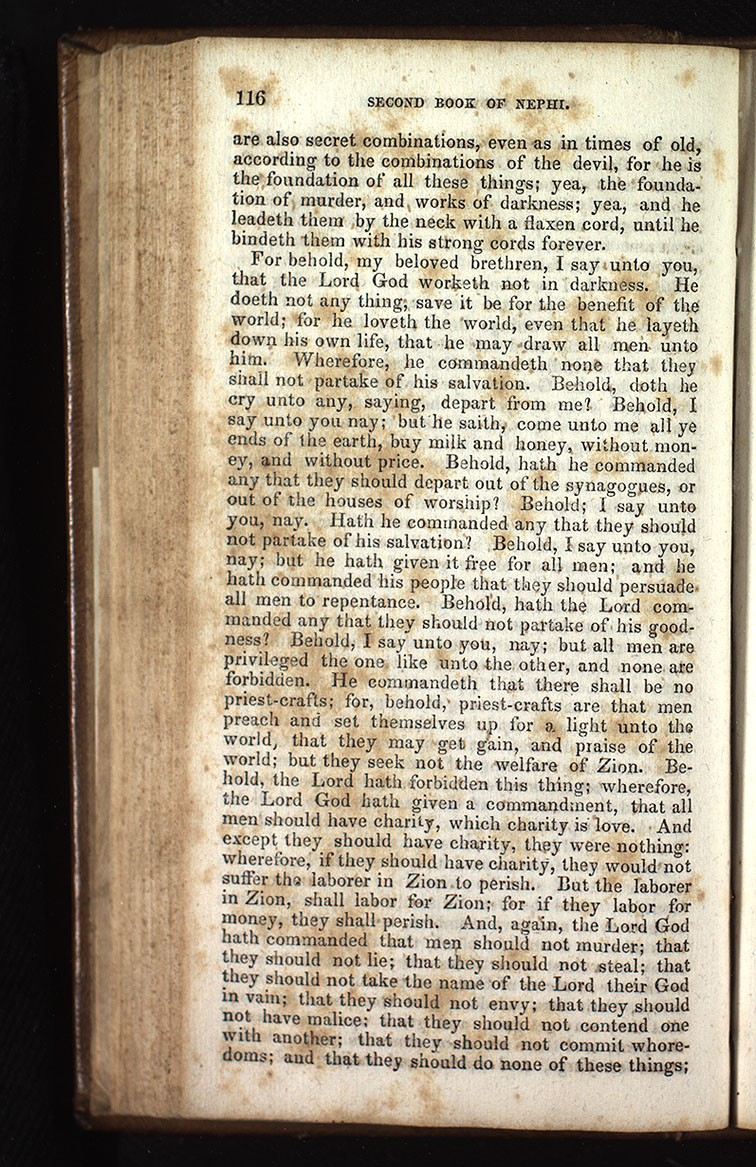 116 SECOND BOOK OF NEPHI.
are also secret combinations, even as in times of old,
according to the combinations of the devil, for he is
the foundation of all these things; yea, the founda-
tion of murder, and works of darkness; yea, and he
leadeth them by the neck with a flaxen cord, until he
bindeth them with his strong cords forever.
For behold, my beloved brethren, I say unto you,
that the Lord God worketh not in darkness. He
doeth not any thing, save it be for the benefit of the
world; for he loveth the world, even that he layeth
down his own life, that he may draw all men unto
him. Wherefore, he commandeth none that they
shall not partake of his salvation. Behold, doth he
cry unto any, saying, depart from me? Behold, I
say unto you nay; but he saith, come unto me all ye
ends of the earth, buy milk and honey, without mon-
ey, and without price. Behold, hath he commanded
any that they should depart out of the synagogues, or
out of the houses of worship? Behold; I say unto
you, nay. Hath he commanded any that they should
not partake of his salvation? Behold, I say unto you,
nay; but he hath given it free for all men; and he
hath commanded his people that they should persuade
all men to repentance. Behold, hath the Lord com-
manded any that they should not partake of his good-
ness? Behold, I say unto you, nay; but all men are
privileged the one like unto the other, and none are
forbidden. He commandeth that there shall be no
priest-crafts; for, behold, priest-crafts are that men
preach and set themselves up for a light unto the
world, that they may get gain, and praise of the
world; but they seek not the welfare of Zion. Be-
hold, the Lord hath forbidden this thing; wherefore,
the Lord God hath given a commandment, that all
men should have charity, which charity is love. And
except they should have charity, they were nothing:
wherefore, if they should have charity, they would not
suffer the laborer in Zion to perish. But the laborer
in Zion, shall labor for Zion; for if they labor for
money, they shall perish. And, again, the Lord God
hath commanded that men should not murder; that
they should not lie; that they should not steal; that
they should not take the name of the Lord their God
in vain; that they should not envy; that they should
not have malice; that they should not contend one
with another; that they should not commit whore-
doms; and that they should do none of these things;